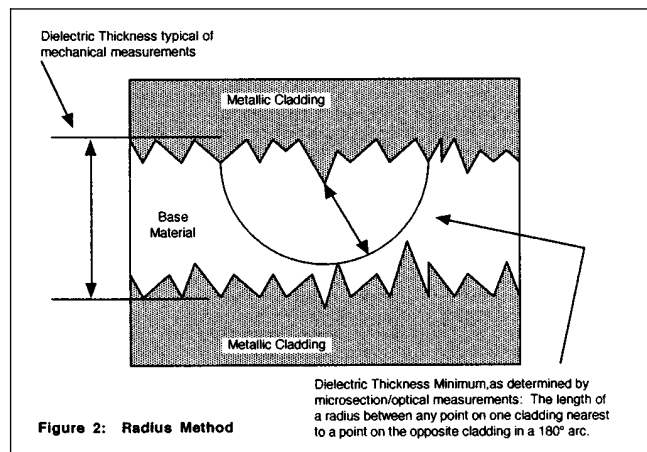 Dielectric Thickness typical of
mechanical measurements
Metallic Cladding
Base
Material
Metallic Cladding
Dielectric Thickness Minimum,as determined by
microsection/optical measurements: The length of
a radius between any point on one cladding nearest
to a point on the opposite cladding in a 180° arc.
Figure 2: Radius Method